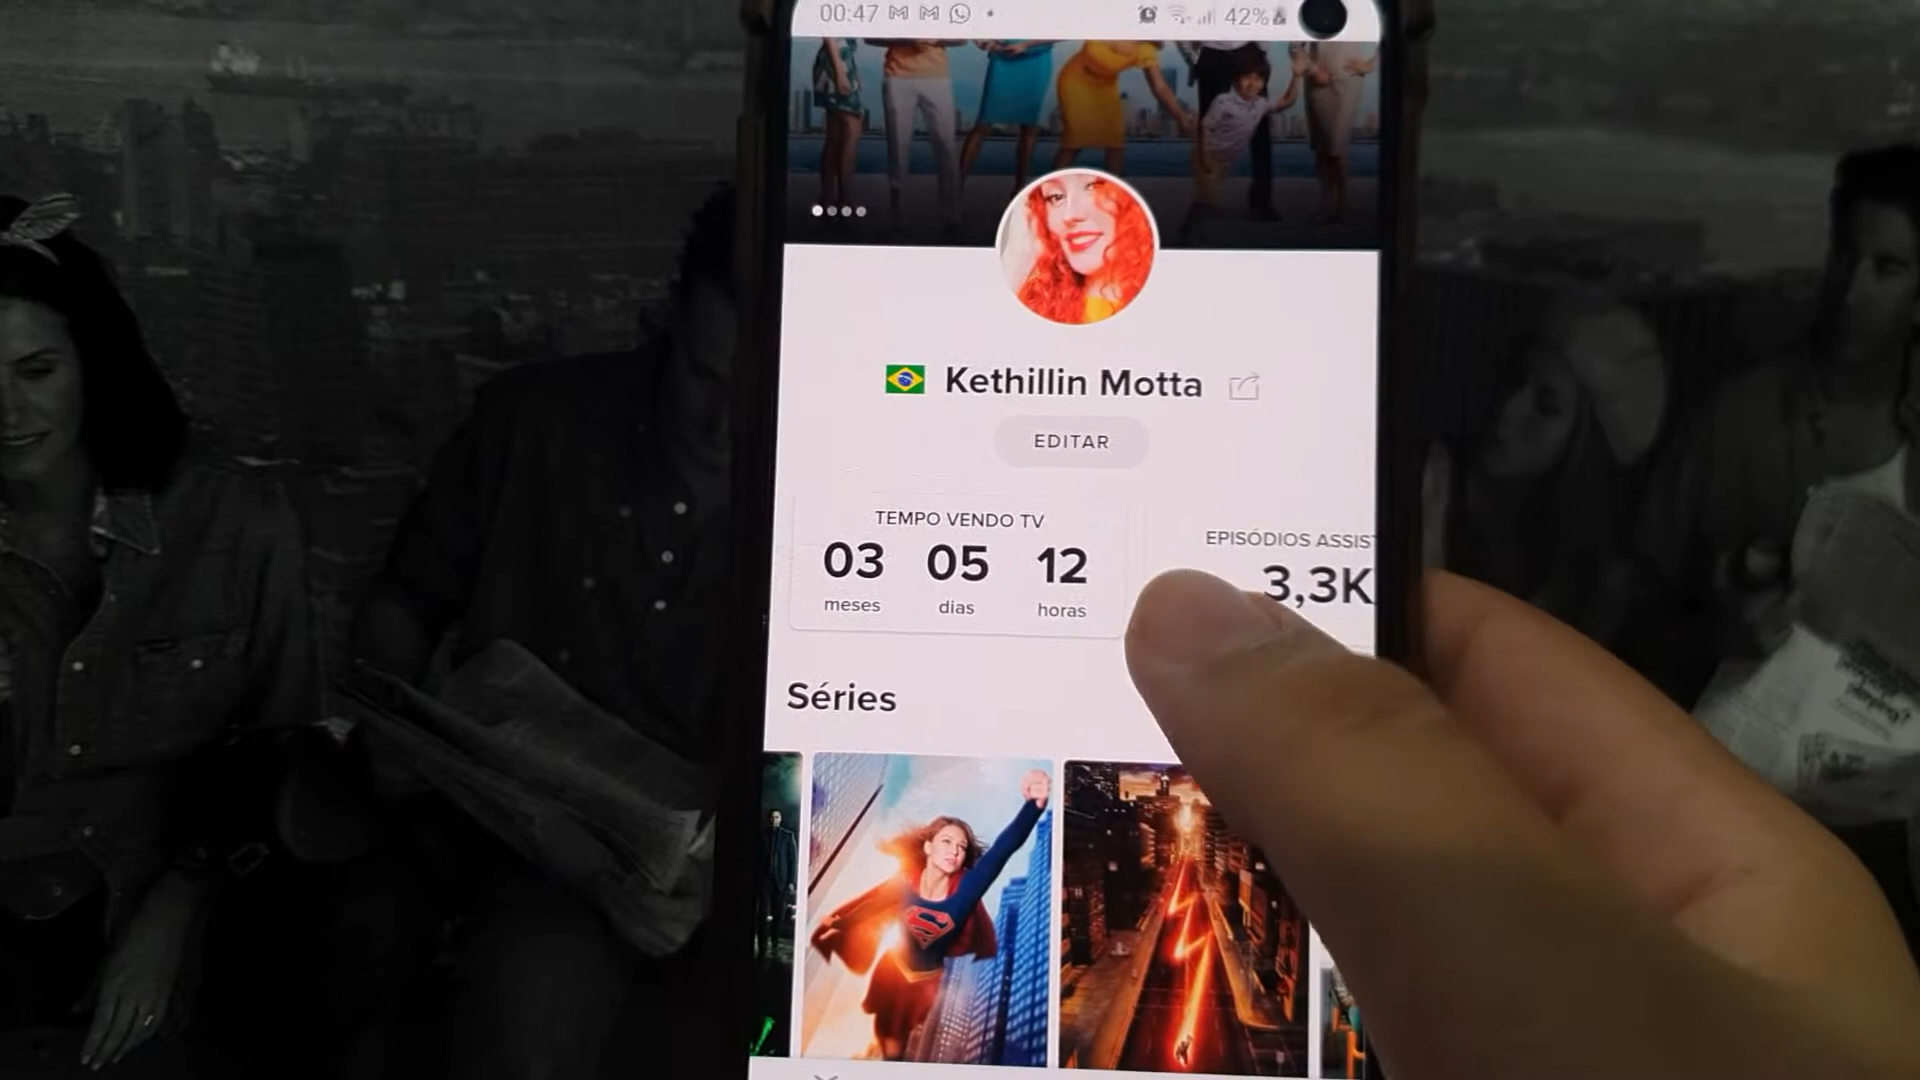 00:47
42%
Kethillin Motta
EDITAR
TEMPO VENDO TV
03 05 12
meses dias horas
EPISÓDIOS ASSIST
3,3K
Séries